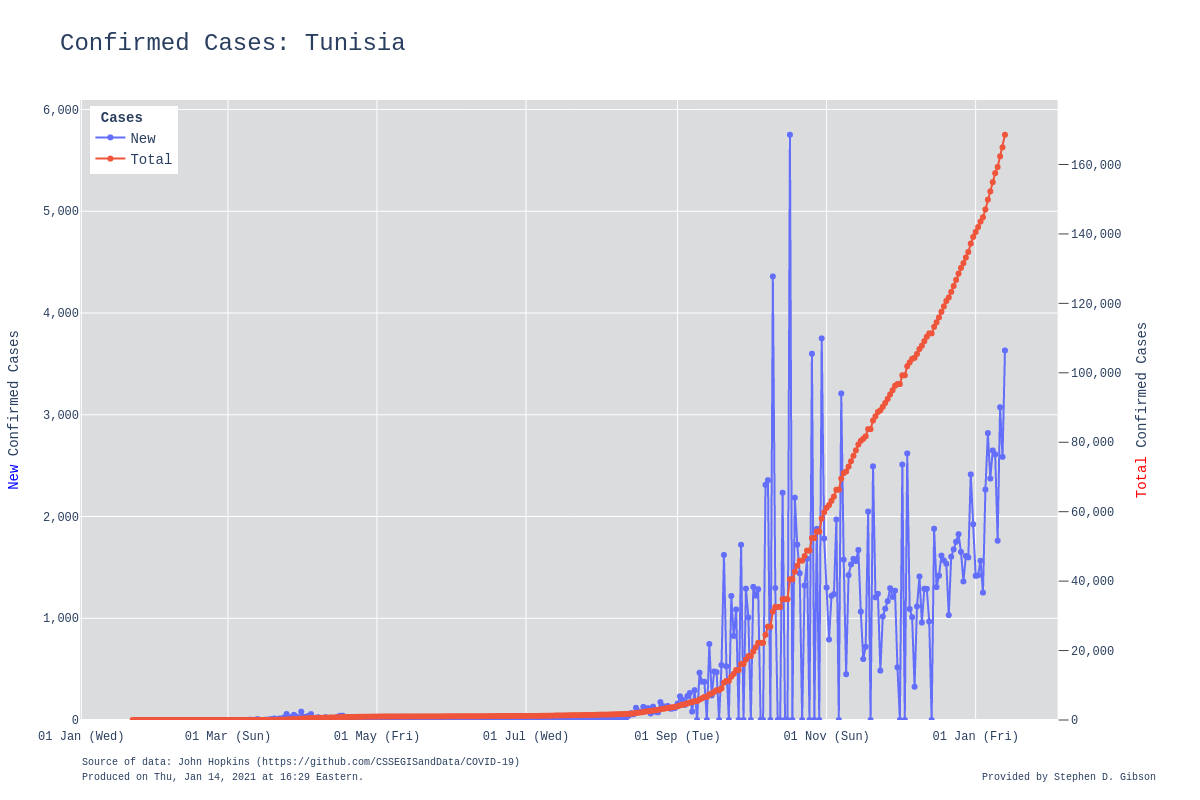 Confirmed Cases: Tunisia
Cases
New
Total
6,000
5,000
4,000
3,000
2,000
1,000
0
New Confirmed Cases
160,000
140,000
120,000
100,000
80,000
60,000
40,000
20,000
0
Total Confirmed Cases
01 Jan (Wed) 01 Mar (Sun) 01 May (Fri) 01 Jul (Wed) 01 Sep (Tue) 01 Nov (Sun) 01 Jan (Fri)
Source of data: John Hopkins (https://github.com/CSSEGISandData/COVID-19)
Produced on Thu, Jan 14, 2021 at 16:29 Eastern.
Provided by Stephen D. Gibson